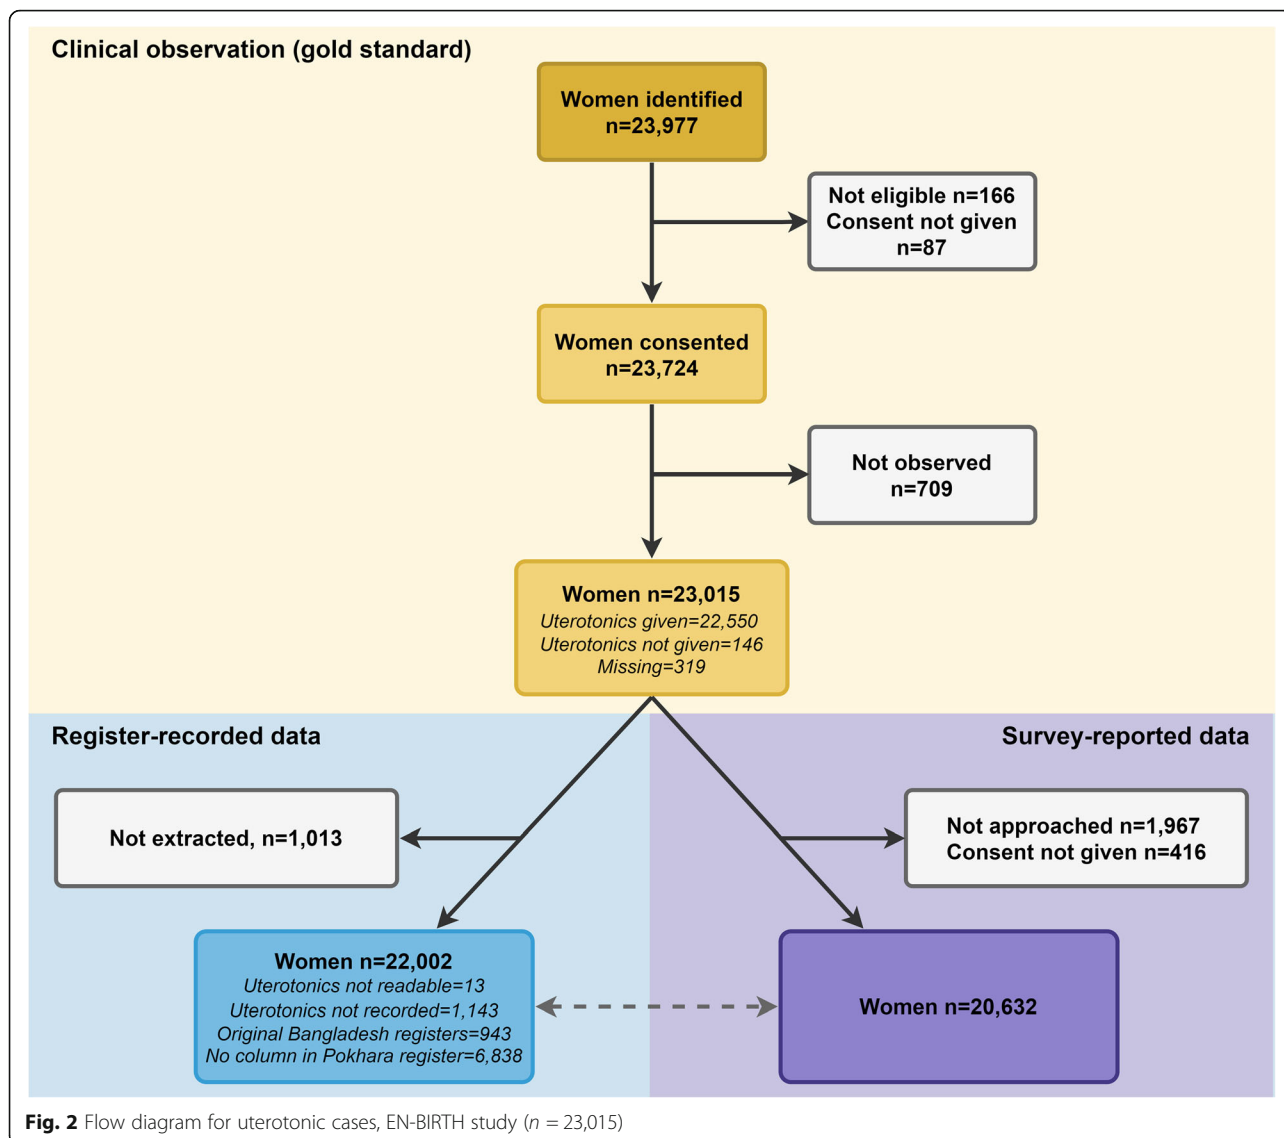 Clinical observation (gold standard)
Women identified
n=23,977
Not eligible n=166
Consent not given
n=87
Women consented
n=23,724
Not observed
n=709
Women n=23,015
Uterotonics given=22,550
Uterotonics not given=146
Missing=319
Register-recorded data
Survey-reported data
Not extracted, n=1,013
Not approached n=1,967
Consent not given n=416
Women n=22,002
Uterotonics not readable=13
Uterotonics not recorded=1,143
Original Bangladesh registers=943
No column in Pokhara register=6,838
Women n=20,632
Fig. 2 Flow diagram for uterotonic cases, EN-BIRTH study (n = 23,015)